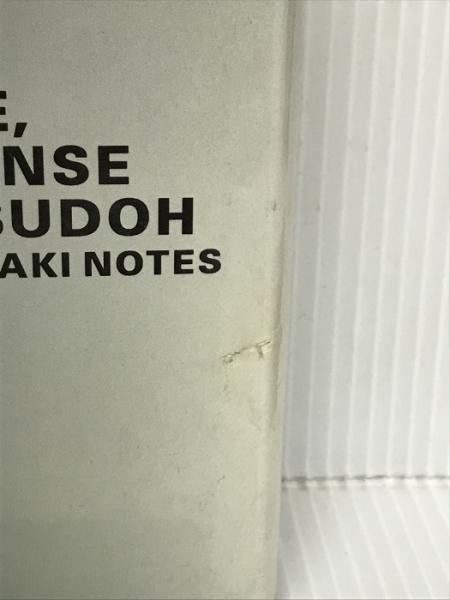 E,
NSE
SUDOH
AKI NOTES